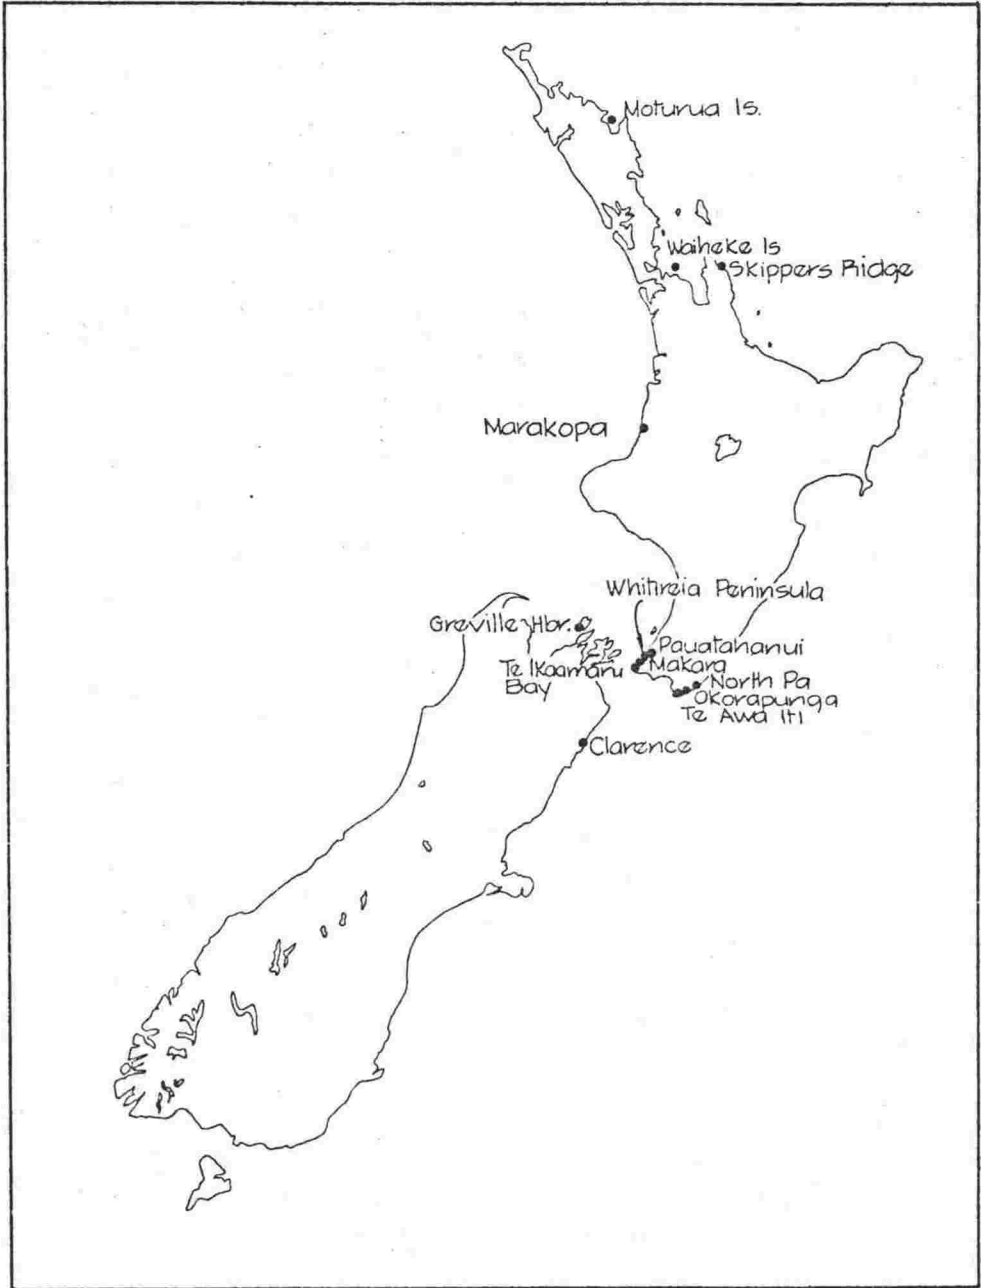 Moturua Is.
Waiheke Is
Skippers Ridge
Marakopa
Whitireia Peninsula
Greville Hbr.
Pauatahanui
Te Ikaamaru
Bay
Makara
North Pa
Okorapunga
Te Awa Iti
Clarence